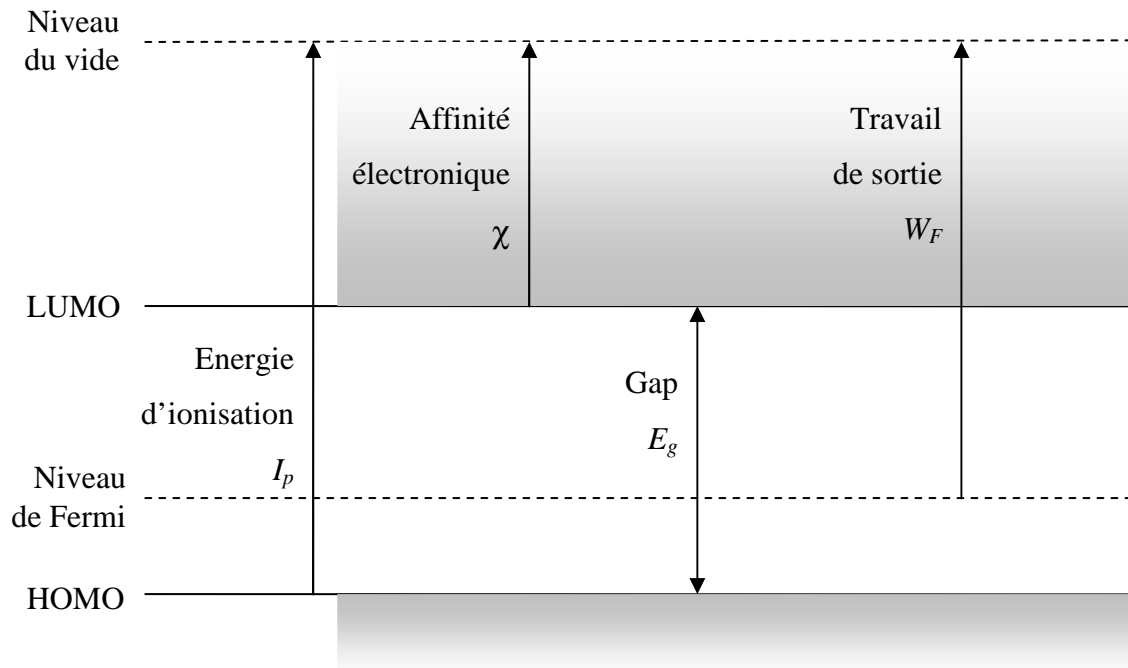 Niveau
du vide
Affinité
électronique
χ
Travail
de sortie
W_F
LUMO
Energie
d’ionisation
I_p
Gap
E_g
Niveau
de Fermi
HOMO